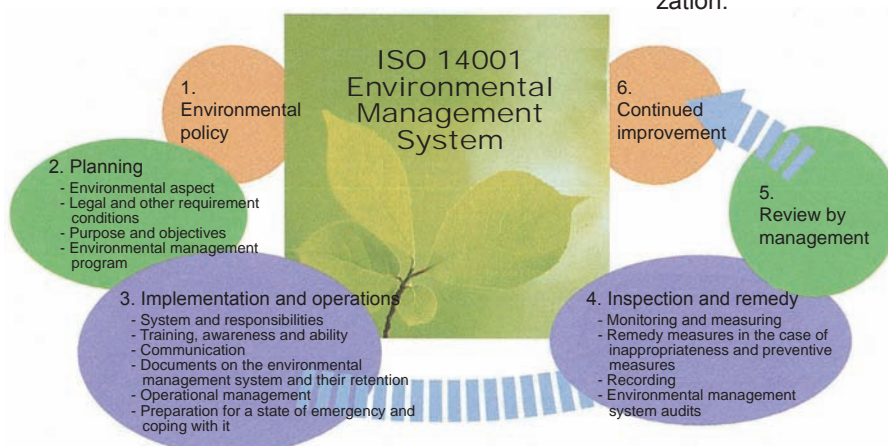 zation.
ISO 14001
Environmental
Management
System
1.
Environmental
policy
2. Planning
- Environmental aspect
- Legal and other requirement
conditions
- Purpose and objectives
- Environmental management
program
3. Implementation and operations
- System and responsibilities
- Training, awareness and ability
- Communication
- Documents on the environmental
management system and their retention
- Operational management
- Preparation for a state of emergency and
coping with it
4. Inspection and remedy
- Monitoring and measuring
- Remedy measures in the case of
inappropriateness and preventive
measures
- Recording
- Environmental management
system audits
5.
Review by
management
6.
Continued
improvement